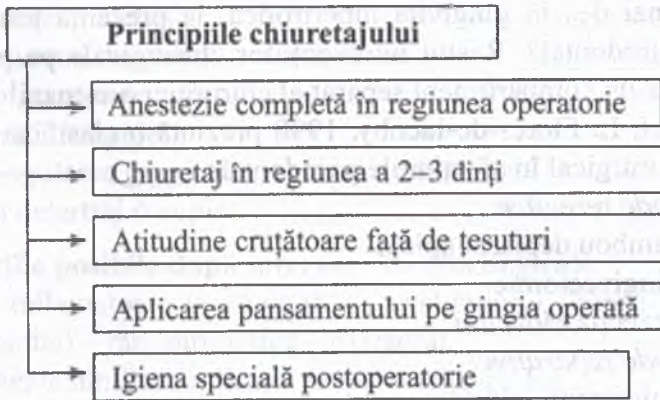 Principiile chiuretajului
Anestezie completă în regiunea operatorie
Chiuretaj în regiunea a 2–3 dinți
Atitudine cruțătoare față de țesuturi
Aplicarea pansamentului pe gingia operată
Igiena specială postoperatorie